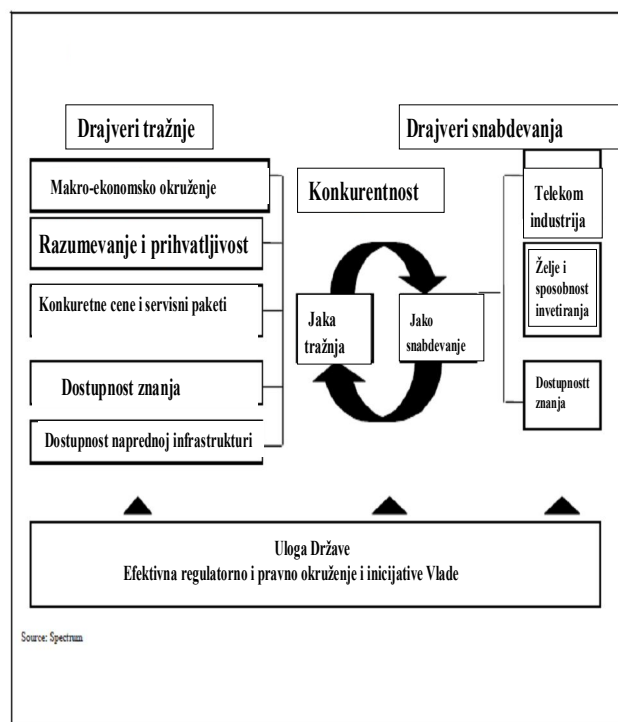 Drajveri tražnje
Drajveri snabdevanja
Makro-ekonomsko okruženje
Razumevanje i prihvatljivost
Konkuretne cene i servisni paketi
Dostupnost znanja
Dostupnost naprednoj infrastrukturi
Konkurentnost
Jaka
tražnja
Jako
snabdevanje
Telekom
industrija
Želje i
sposobnost
invetiranja
Dostupnostt
znanja
Uloga Države
Efektivna regulatorno i pravno okruženje i inicijative Vlade
Source: Spectrum